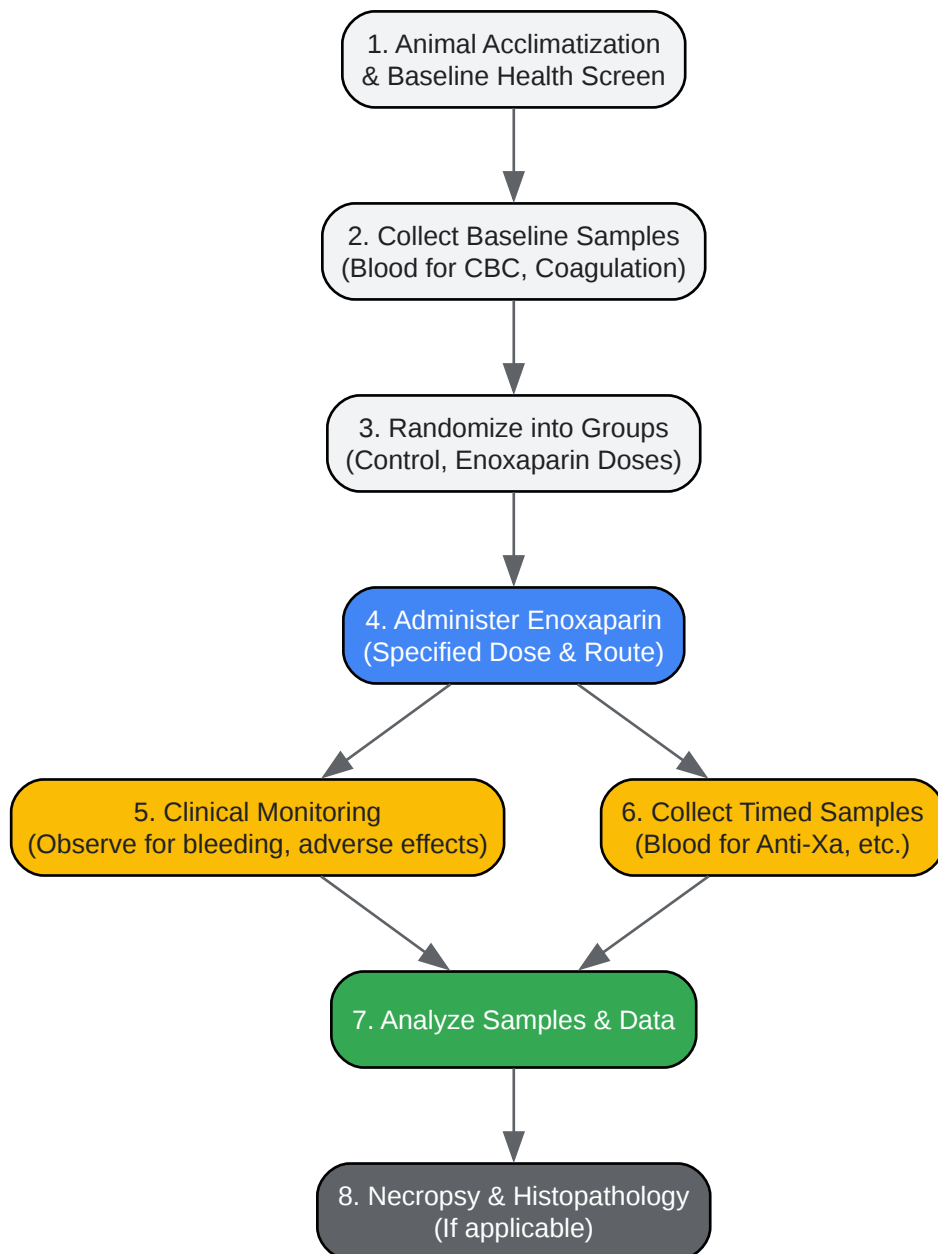 1. Animal Acclimatization
& Baseline Health Screen
2. Collect Baseline Samples
(Blood for CBC, Coagulation)
3. Randomize into Groups
(Control, Enoxaparin Doses)
4. Administer Enoxaparin
(Specified Dose & Route)
5. Clinical Monitoring
(Observe for bleeding, adverse effects)
6. Collect Timed Samples
(Blood for Anti-Xa, etc.)
7. Analyze Samples & Data
8. Necropsy & Histopathology
(If applicable)